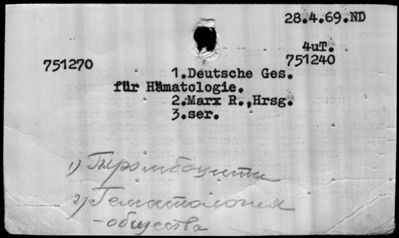 28.4.69.ND
4uT.
751270 751240
1.Deutsche Ges.
für Hämatologie.
2.Marx R.,Hrsg.
3.ser.
1) Тромбоциты
2) Гематология
- общества